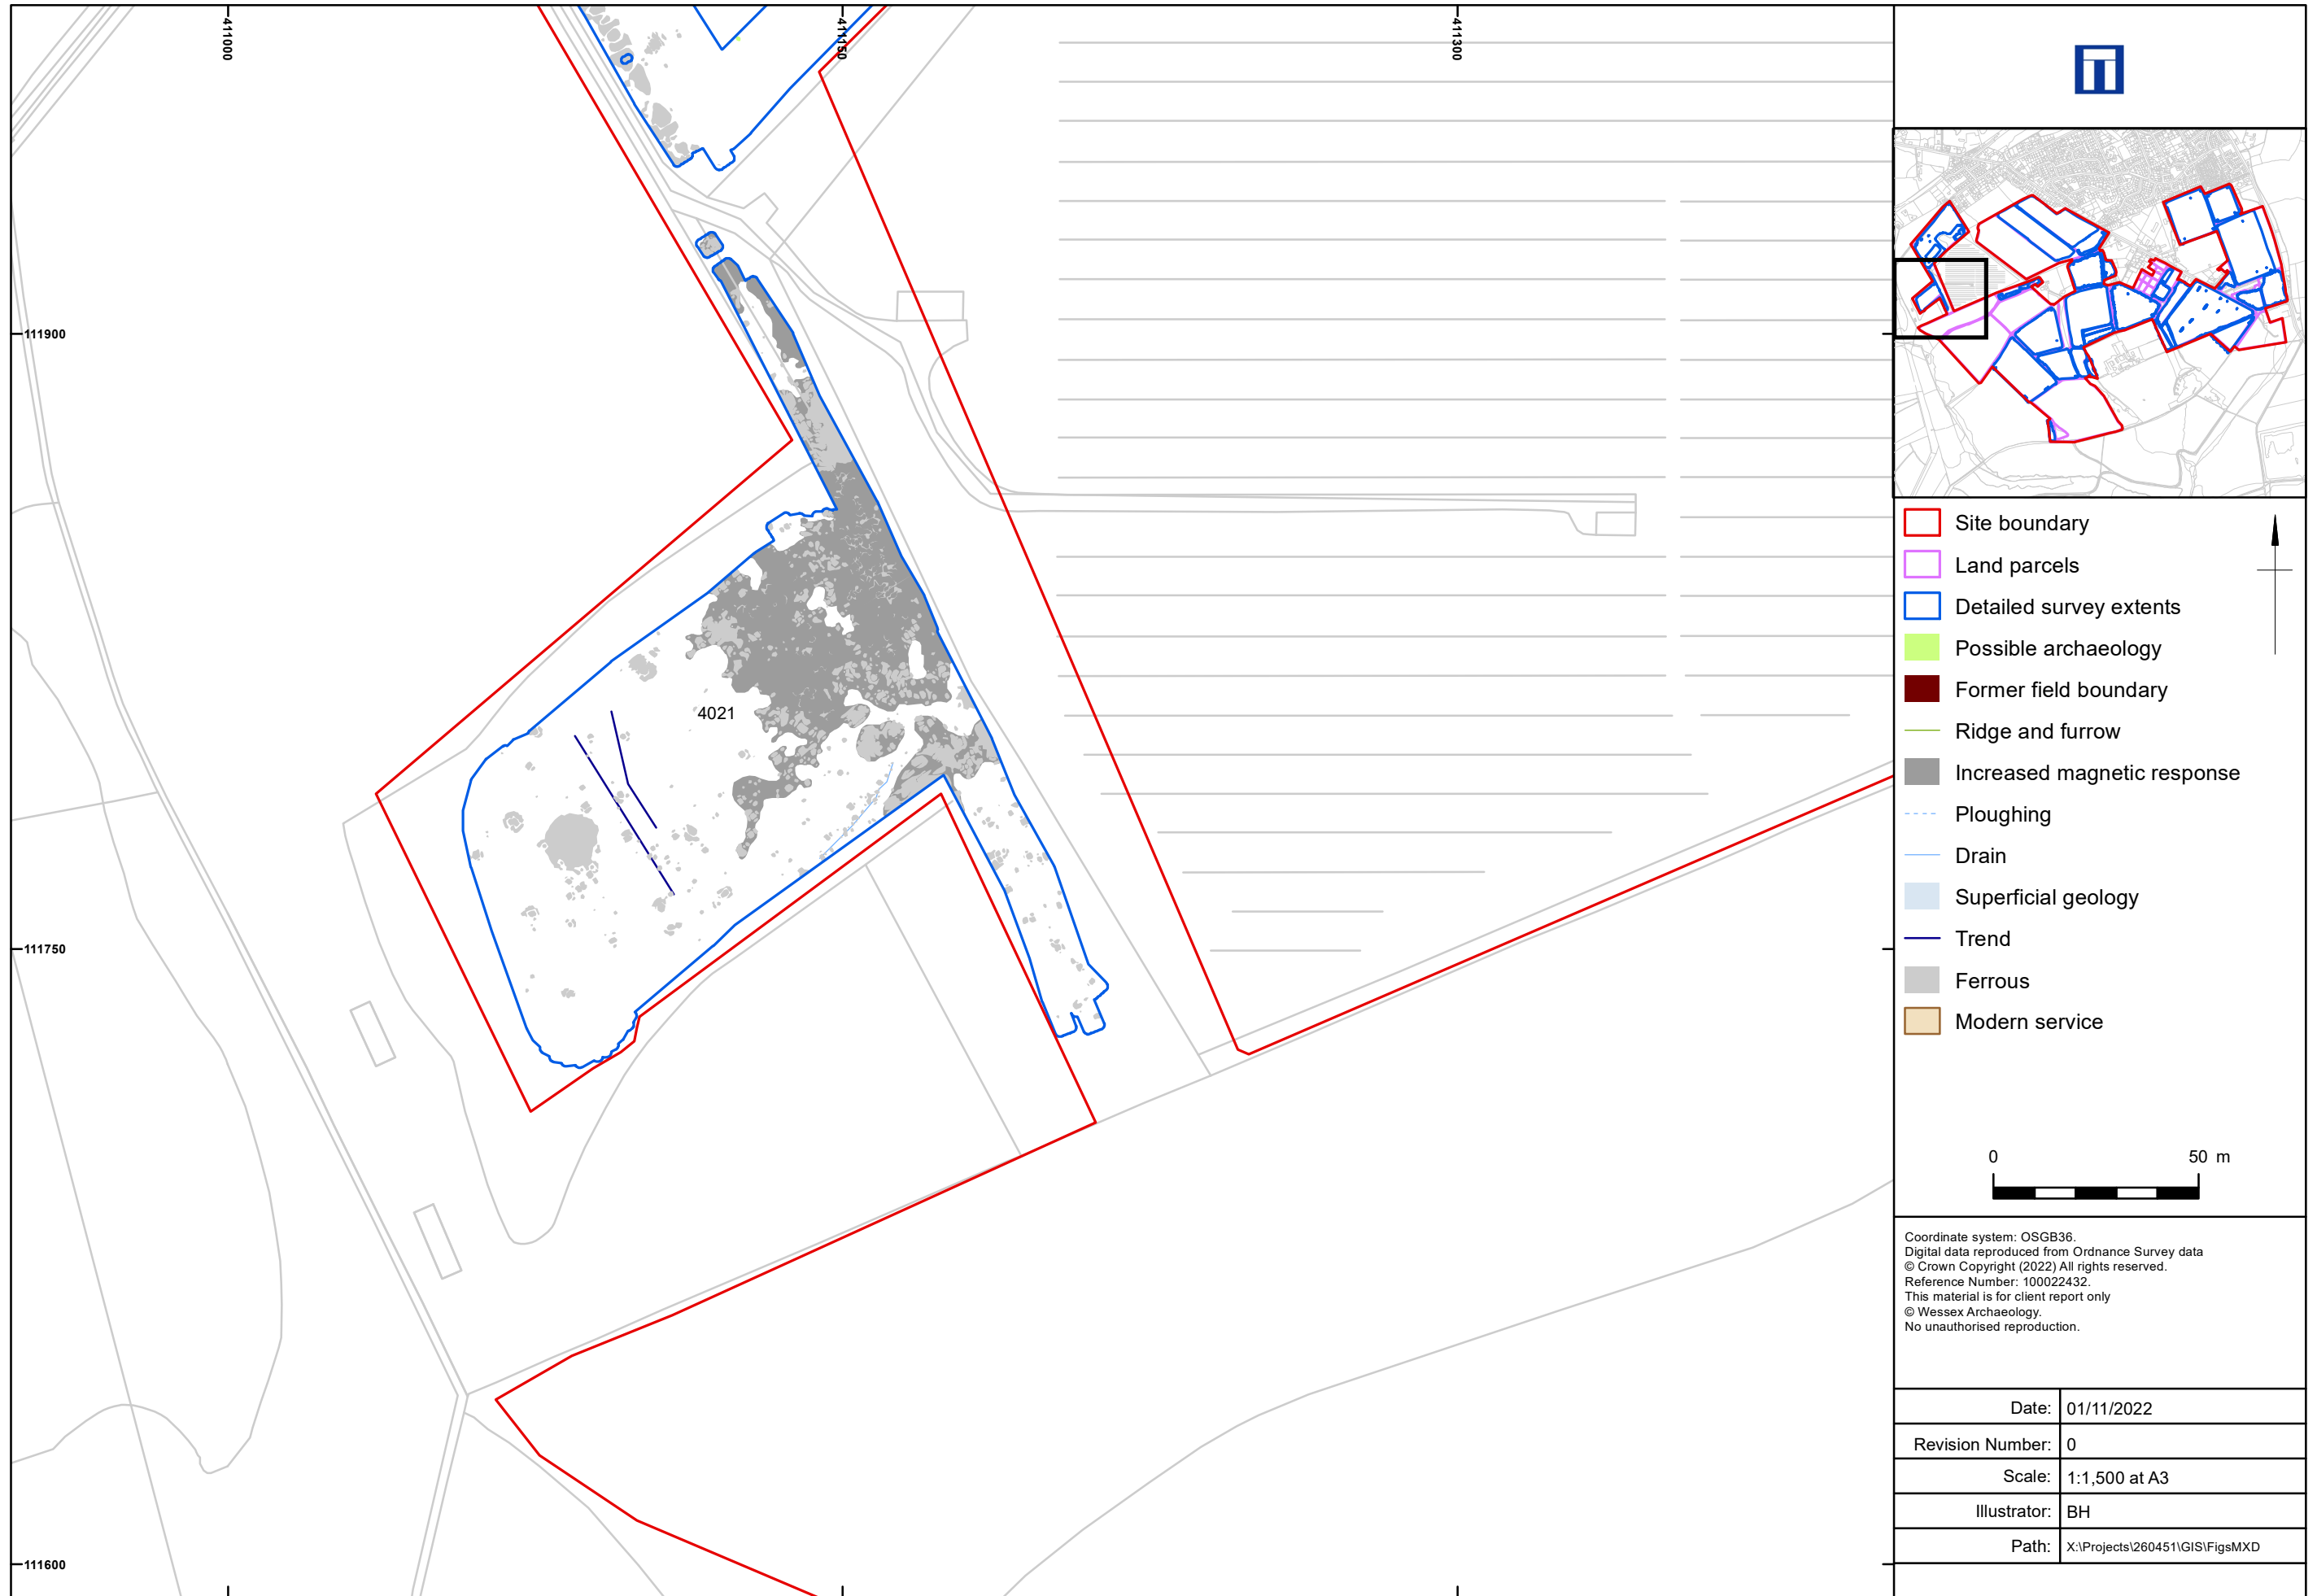 411000
411150
411300
111900
4021
111750
111600
Site boundary
Land parcels
Detailed survey extents
Possible archaeology
Former field boundary
Ridge and furrow
Increased magnetic response
Ploughing
Drain
Superficial geology
Trend
Ferrous
Modern service
0 50 m
Coordinate system: OSGB36.
Digital data reproduced from Ordnance Survey data
© Crown Copyright (2022) All rights reserved.
Reference Number: 100022432.
This material is for client report only
© Wessex Archaeology.
No unauthorised reproduction.
Date: 01/11/2022
Revision Number: 0
Scale: 1:1,500 at A3
Illustrator: BH
Path: X:\Projects\260451\GIS\FigsMXD